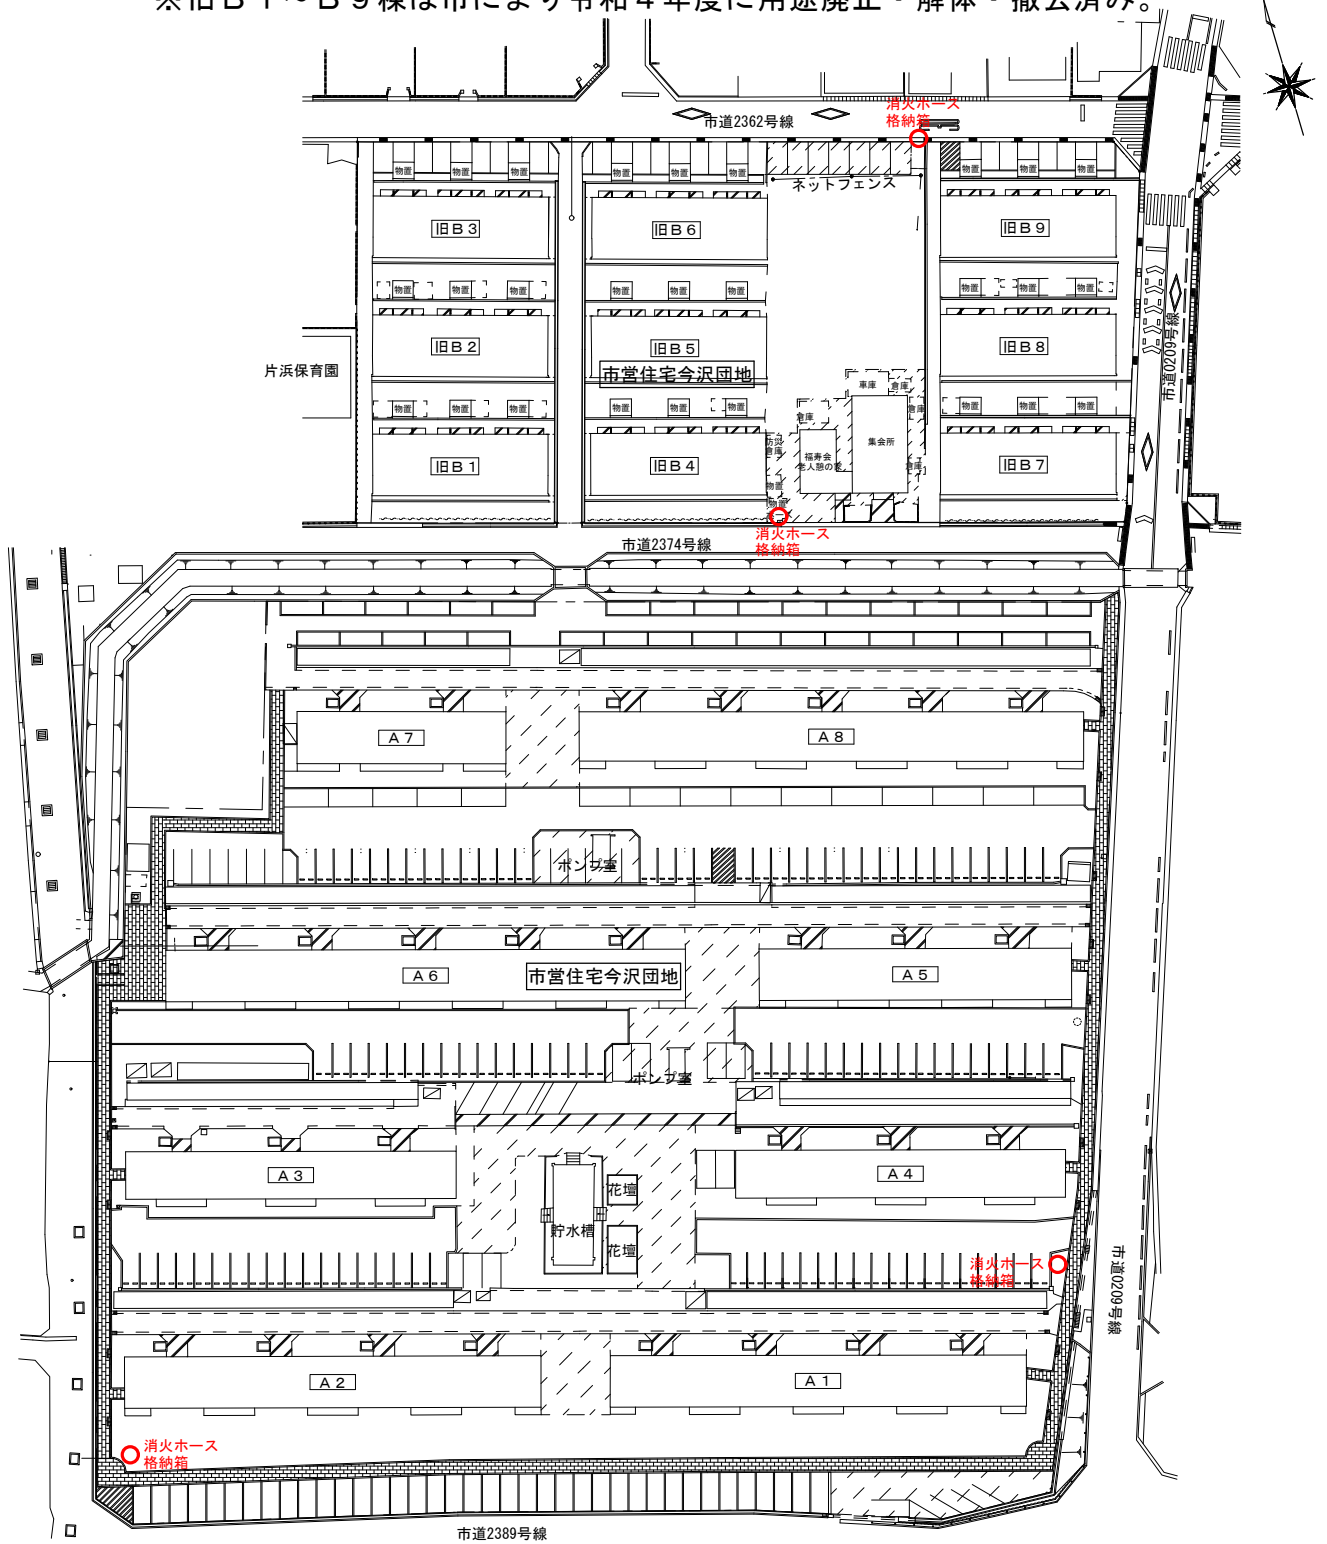 ※旧Ｂ１～Ｂ９棟は市により令和４年度に用途廃止・解体・撤去済み。
消火ホース
格納箱
市道2362号線
物置
物置
物置
物置
物置
物置
物置
物置
物置
ネットフェンス
旧Ｂ３
旧Ｂ６
旧Ｂ９
物置
物置
物置
物置
物置
物置
物置
物置
物置
市道0209号線
旧Ｂ２
旧Ｂ５
旧Ｂ８
片浜保育園
市営住宅今沢団地
車庫
倉庫
物置
物置
物置
物置
物置
物置
倉庫
倉庫
物置
物置
物置
防災
倉庫
集会所
旧Ｂ１
旧Ｂ４
福寿会
老人憩の家
倉庫
旧Ｂ７
物置
物置
消火ホース
格納箱
市道2374号線
Ａ７
Ａ８
ポンプ室
Ａ６
市営住宅今沢団地
Ａ５
ポンプ室
Ａ３
Ａ４
花壇
貯水槽
花壇
消火ホース
格納箱
市道0209号線
Ａ２
Ａ１
消火ホース
格納箱
市道2389号線